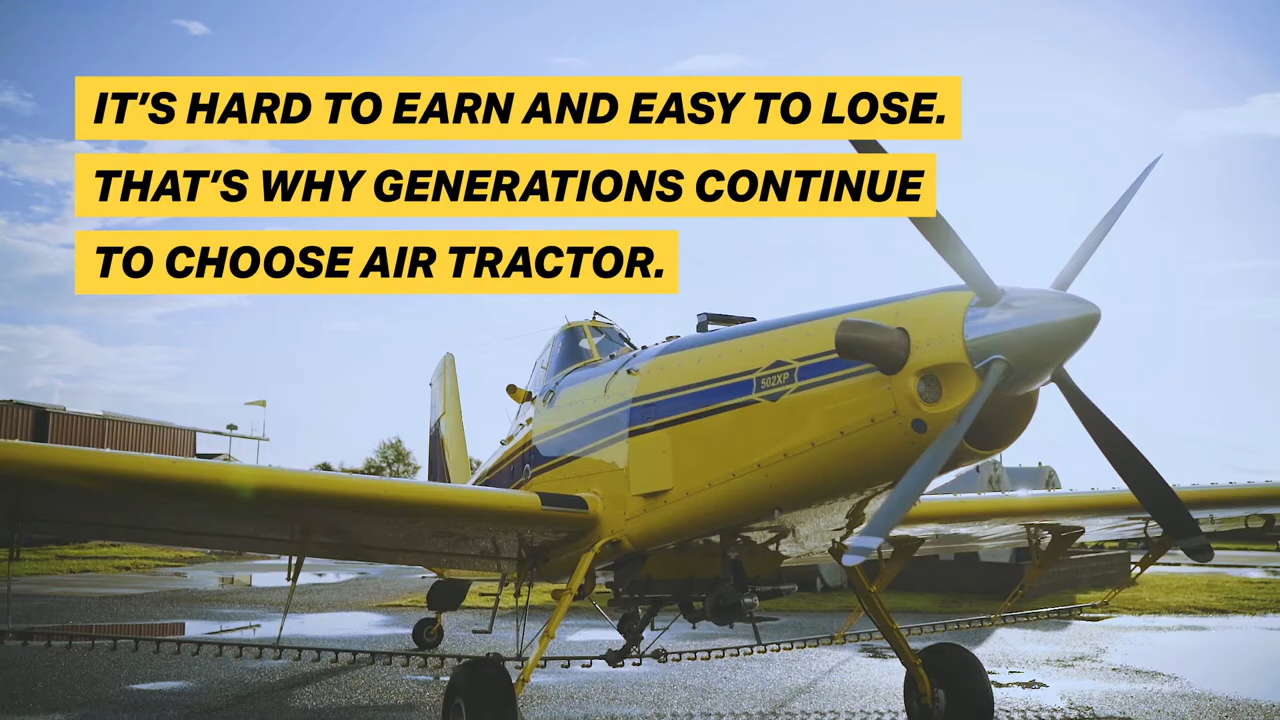 IT'S HARD TO EARN AND EASY TO LOSE.
THAT'S WHY GENERATIONS CONTINUE
TO CHOOSE AIR TRACTOR.
502XP